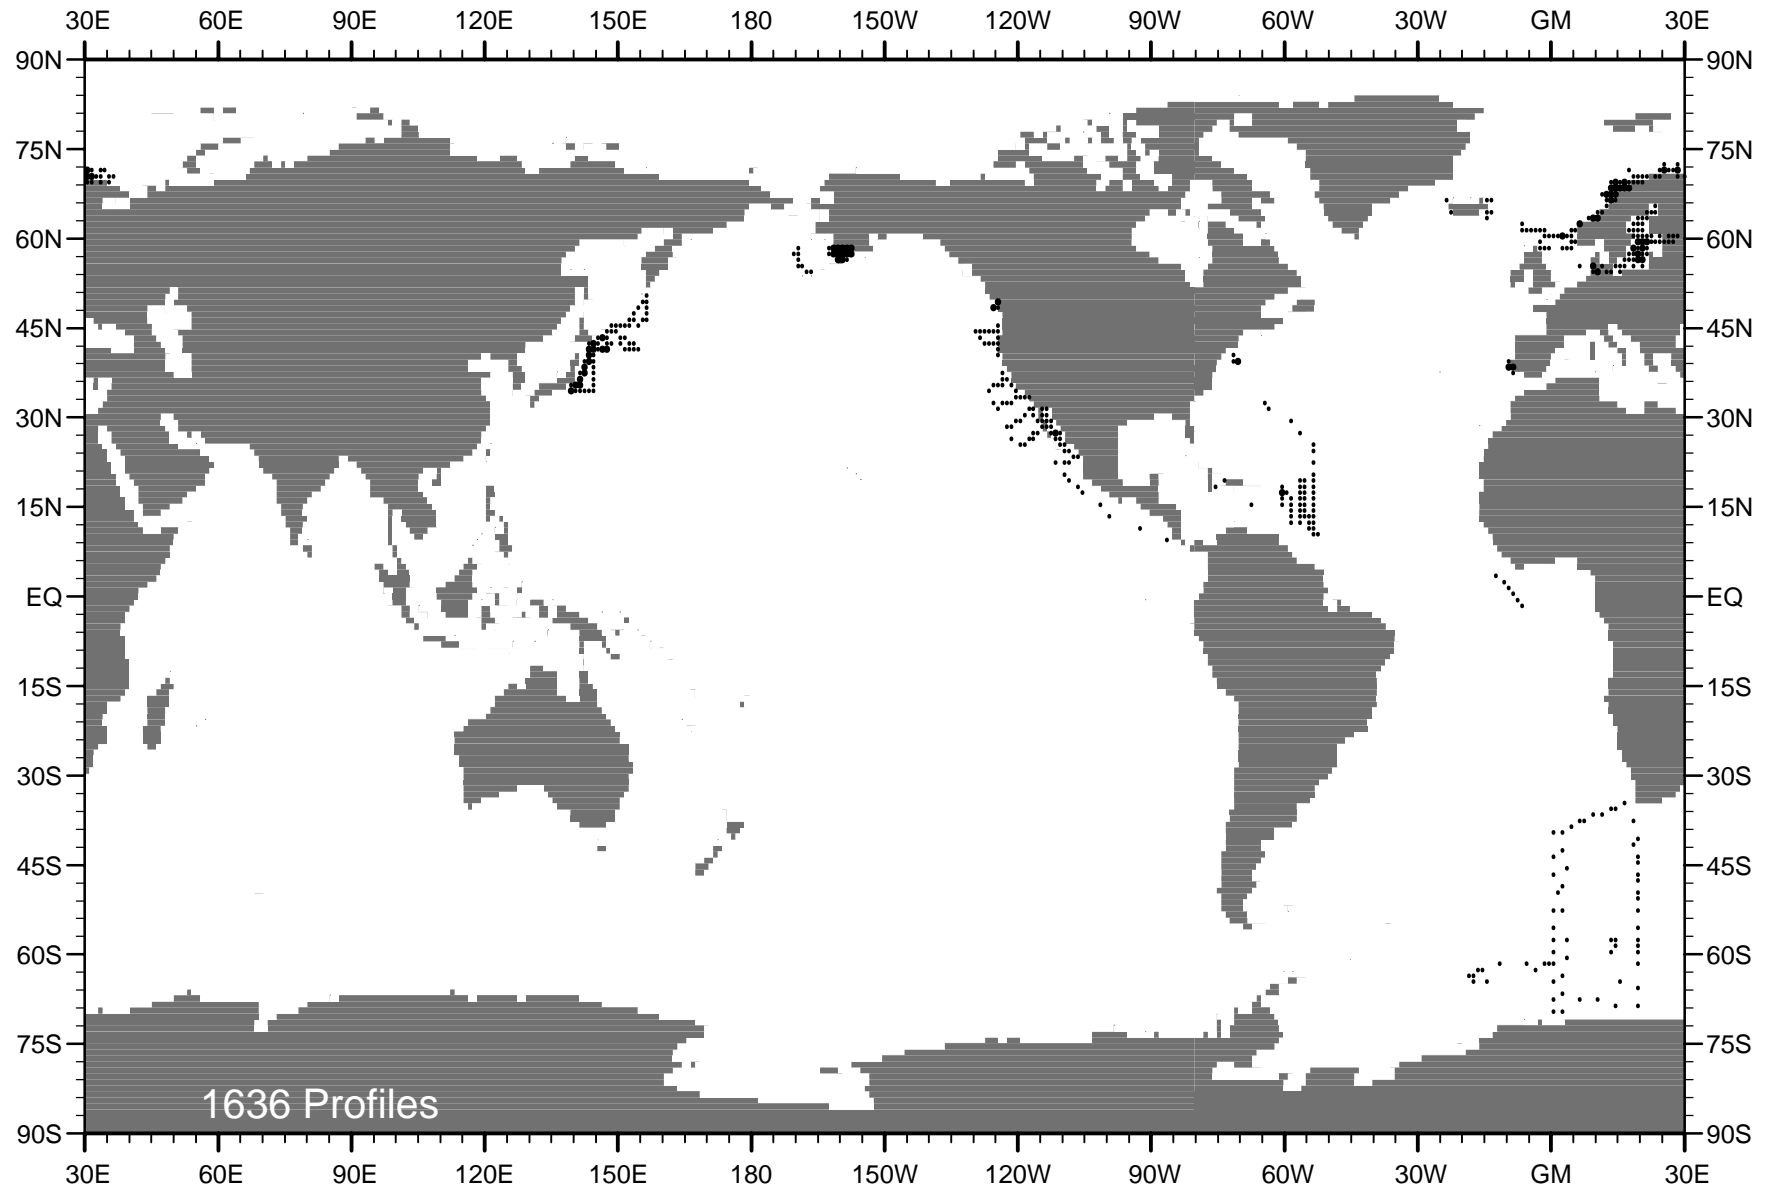 30E 60E 90E 120E 150E 180 150W 120W 90W 60W 30W GM 30E
90N 90N
75N 75N
60N 60N
45N 45N
30N 30N
15N 15N
EQ EQ
15S 15S
30S 30S
45S 45S
60S 60S
75S 75S
1636 Profiles
90S 90S
30E 60E 90E 120E 150E 180 150W 120W 90W 60W 30W GM 30E